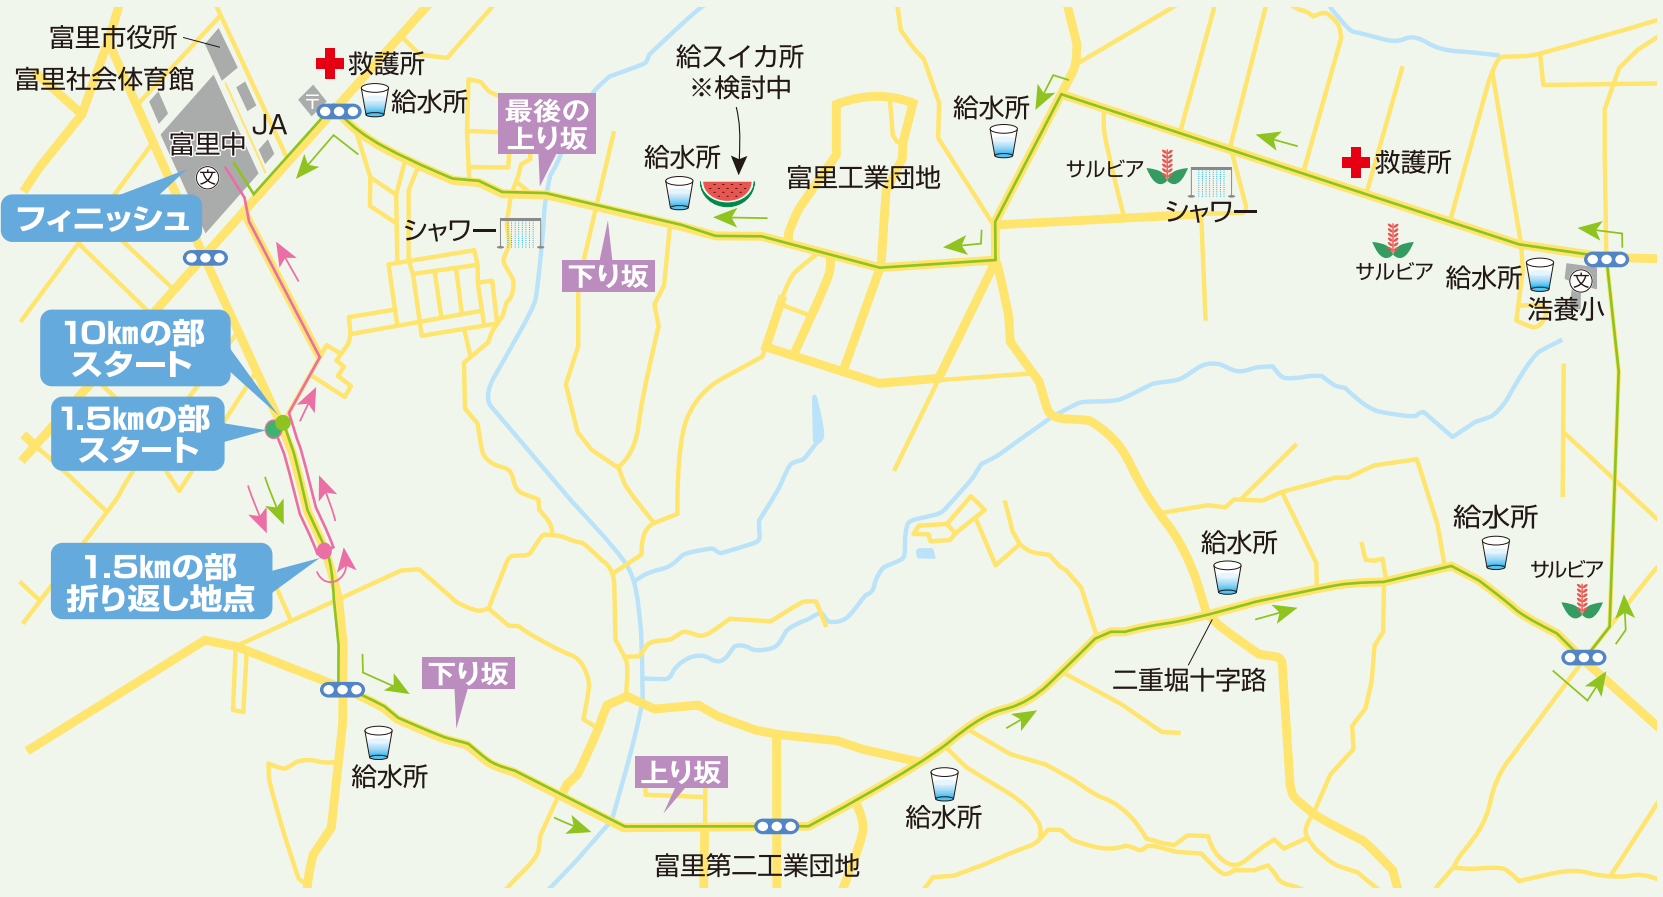 富里市役所
富里社会体育館
救護所
〒
給水所
JA
富里中
文
フィニッシュ
最後の
上り坂
給スイカ所
※検討中
給水所
シャワー
下り坂
富里工業団地
給水所
サルビア
シャワー
救護所
サルビア
給水所
文
浩養小
10kmの部
スタート
1.5kmの部
スタート
1.5kmの部
折り返し地点
下り坂
給水所
上り坂
富里第二工業団地
給水所
給水所
二重堀十字路
給水所
サルビア